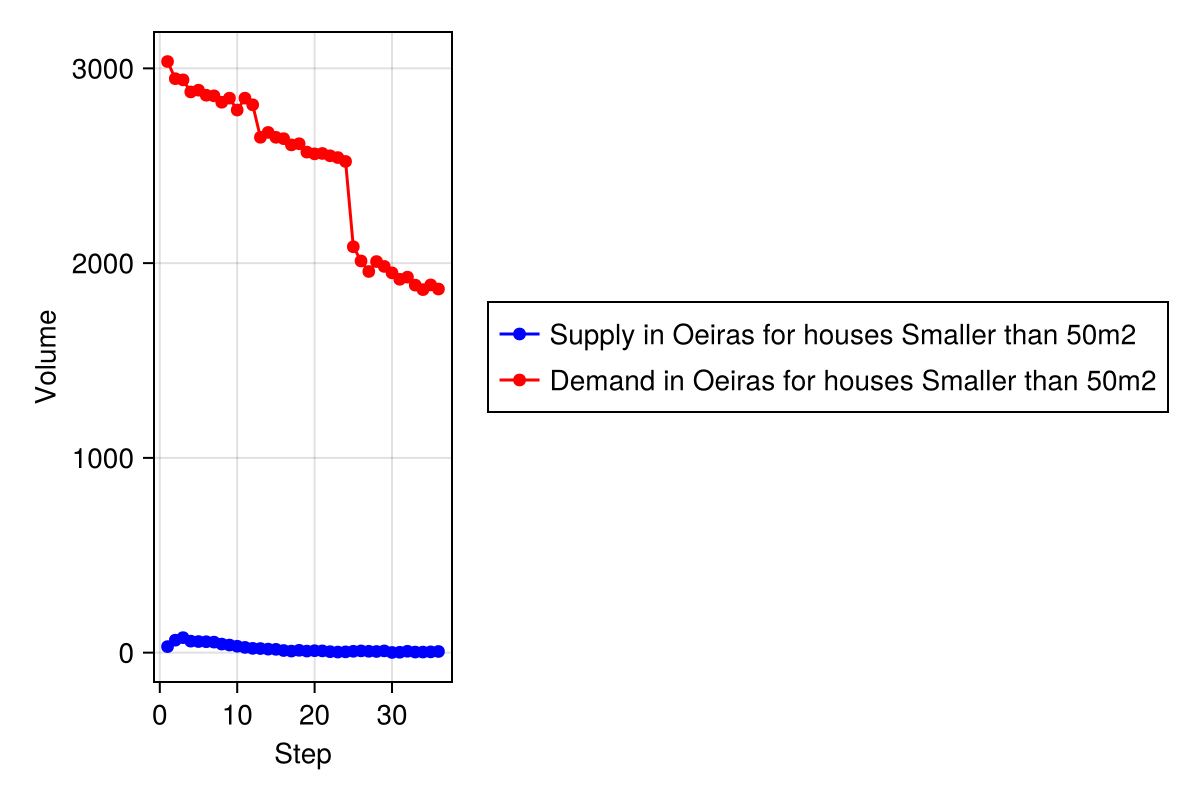 3000
2000
1000
0
Volume
0 10 20 30
Step
Supply in Oeiras for houses Smaller than 50m2
Demand in Oeiras for houses Smaller than 50m2